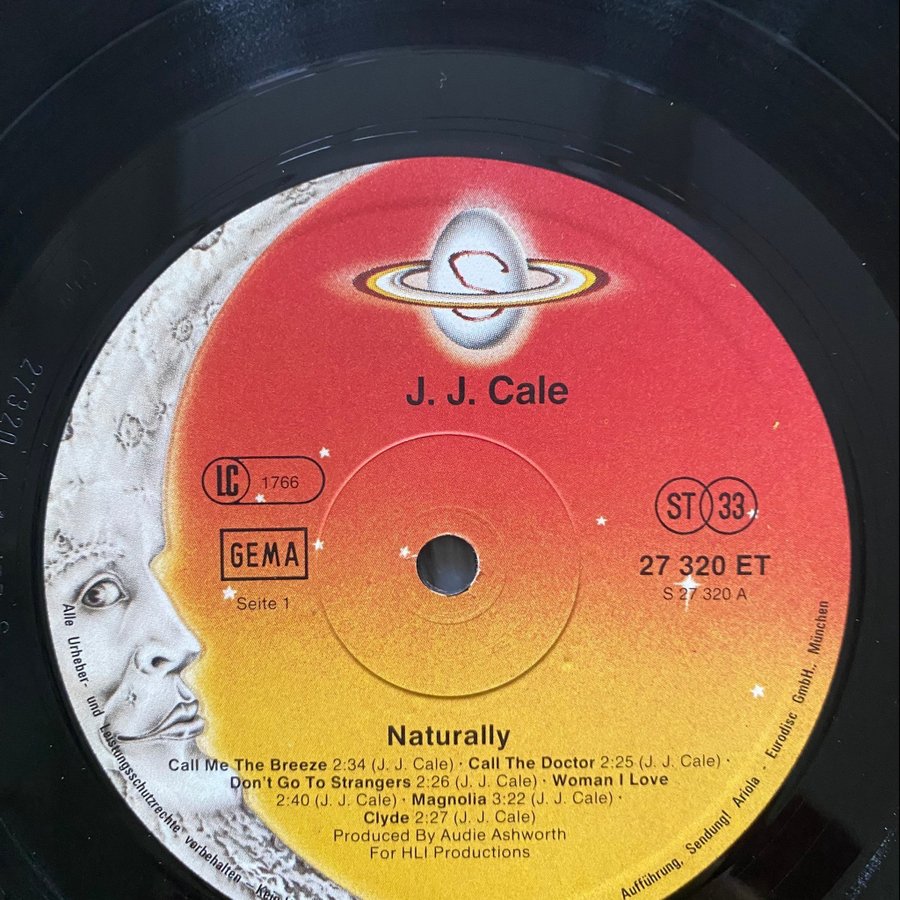 J. J. Cale
LC 1766
GEMA
Seite 1
ST 33
27 320 ET
S 27 320 A
Naturally
Call Me The Breeze 2:34 (J. J. Cale) · Call The Doctor 2:25 (J. J. Cale) ·
Don't Go To Strangers 2:26 (J. J. Cale) · Woman I Love
2:40 (J. J. Cale) · Magnolia 3:22 (J. J. Cale) ·
Clyde 2:27 (J. J. Cale)
Produced By Audie Ashworth
For HLI Productions
Alle Urheber- und Leistungsschutzrechte vorbehalten - Kein
Aufführung, Sendung! Ariola - Eurodisc GmbH., München
27320